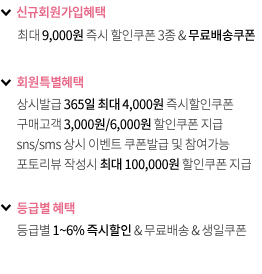 신규회원가입혜택
최대 9,000원 즉시 할인쿠폰 3종 & 무료배송쿠폰
회원특별혜택
상시발급 365일 최대 4,000원 즉시할인쿠폰
구매고객 3,000원/6,000원 할인쿠폰 지급
sns/sms 상시 이벤트 쿠폰발급 및 참여가능
포토리뷰 작성시 최대 100,000원 할인쿠폰 지급
등급별 혜택
등급별 1~6% 즉시할인 & 무료배송 & 생일쿠폰